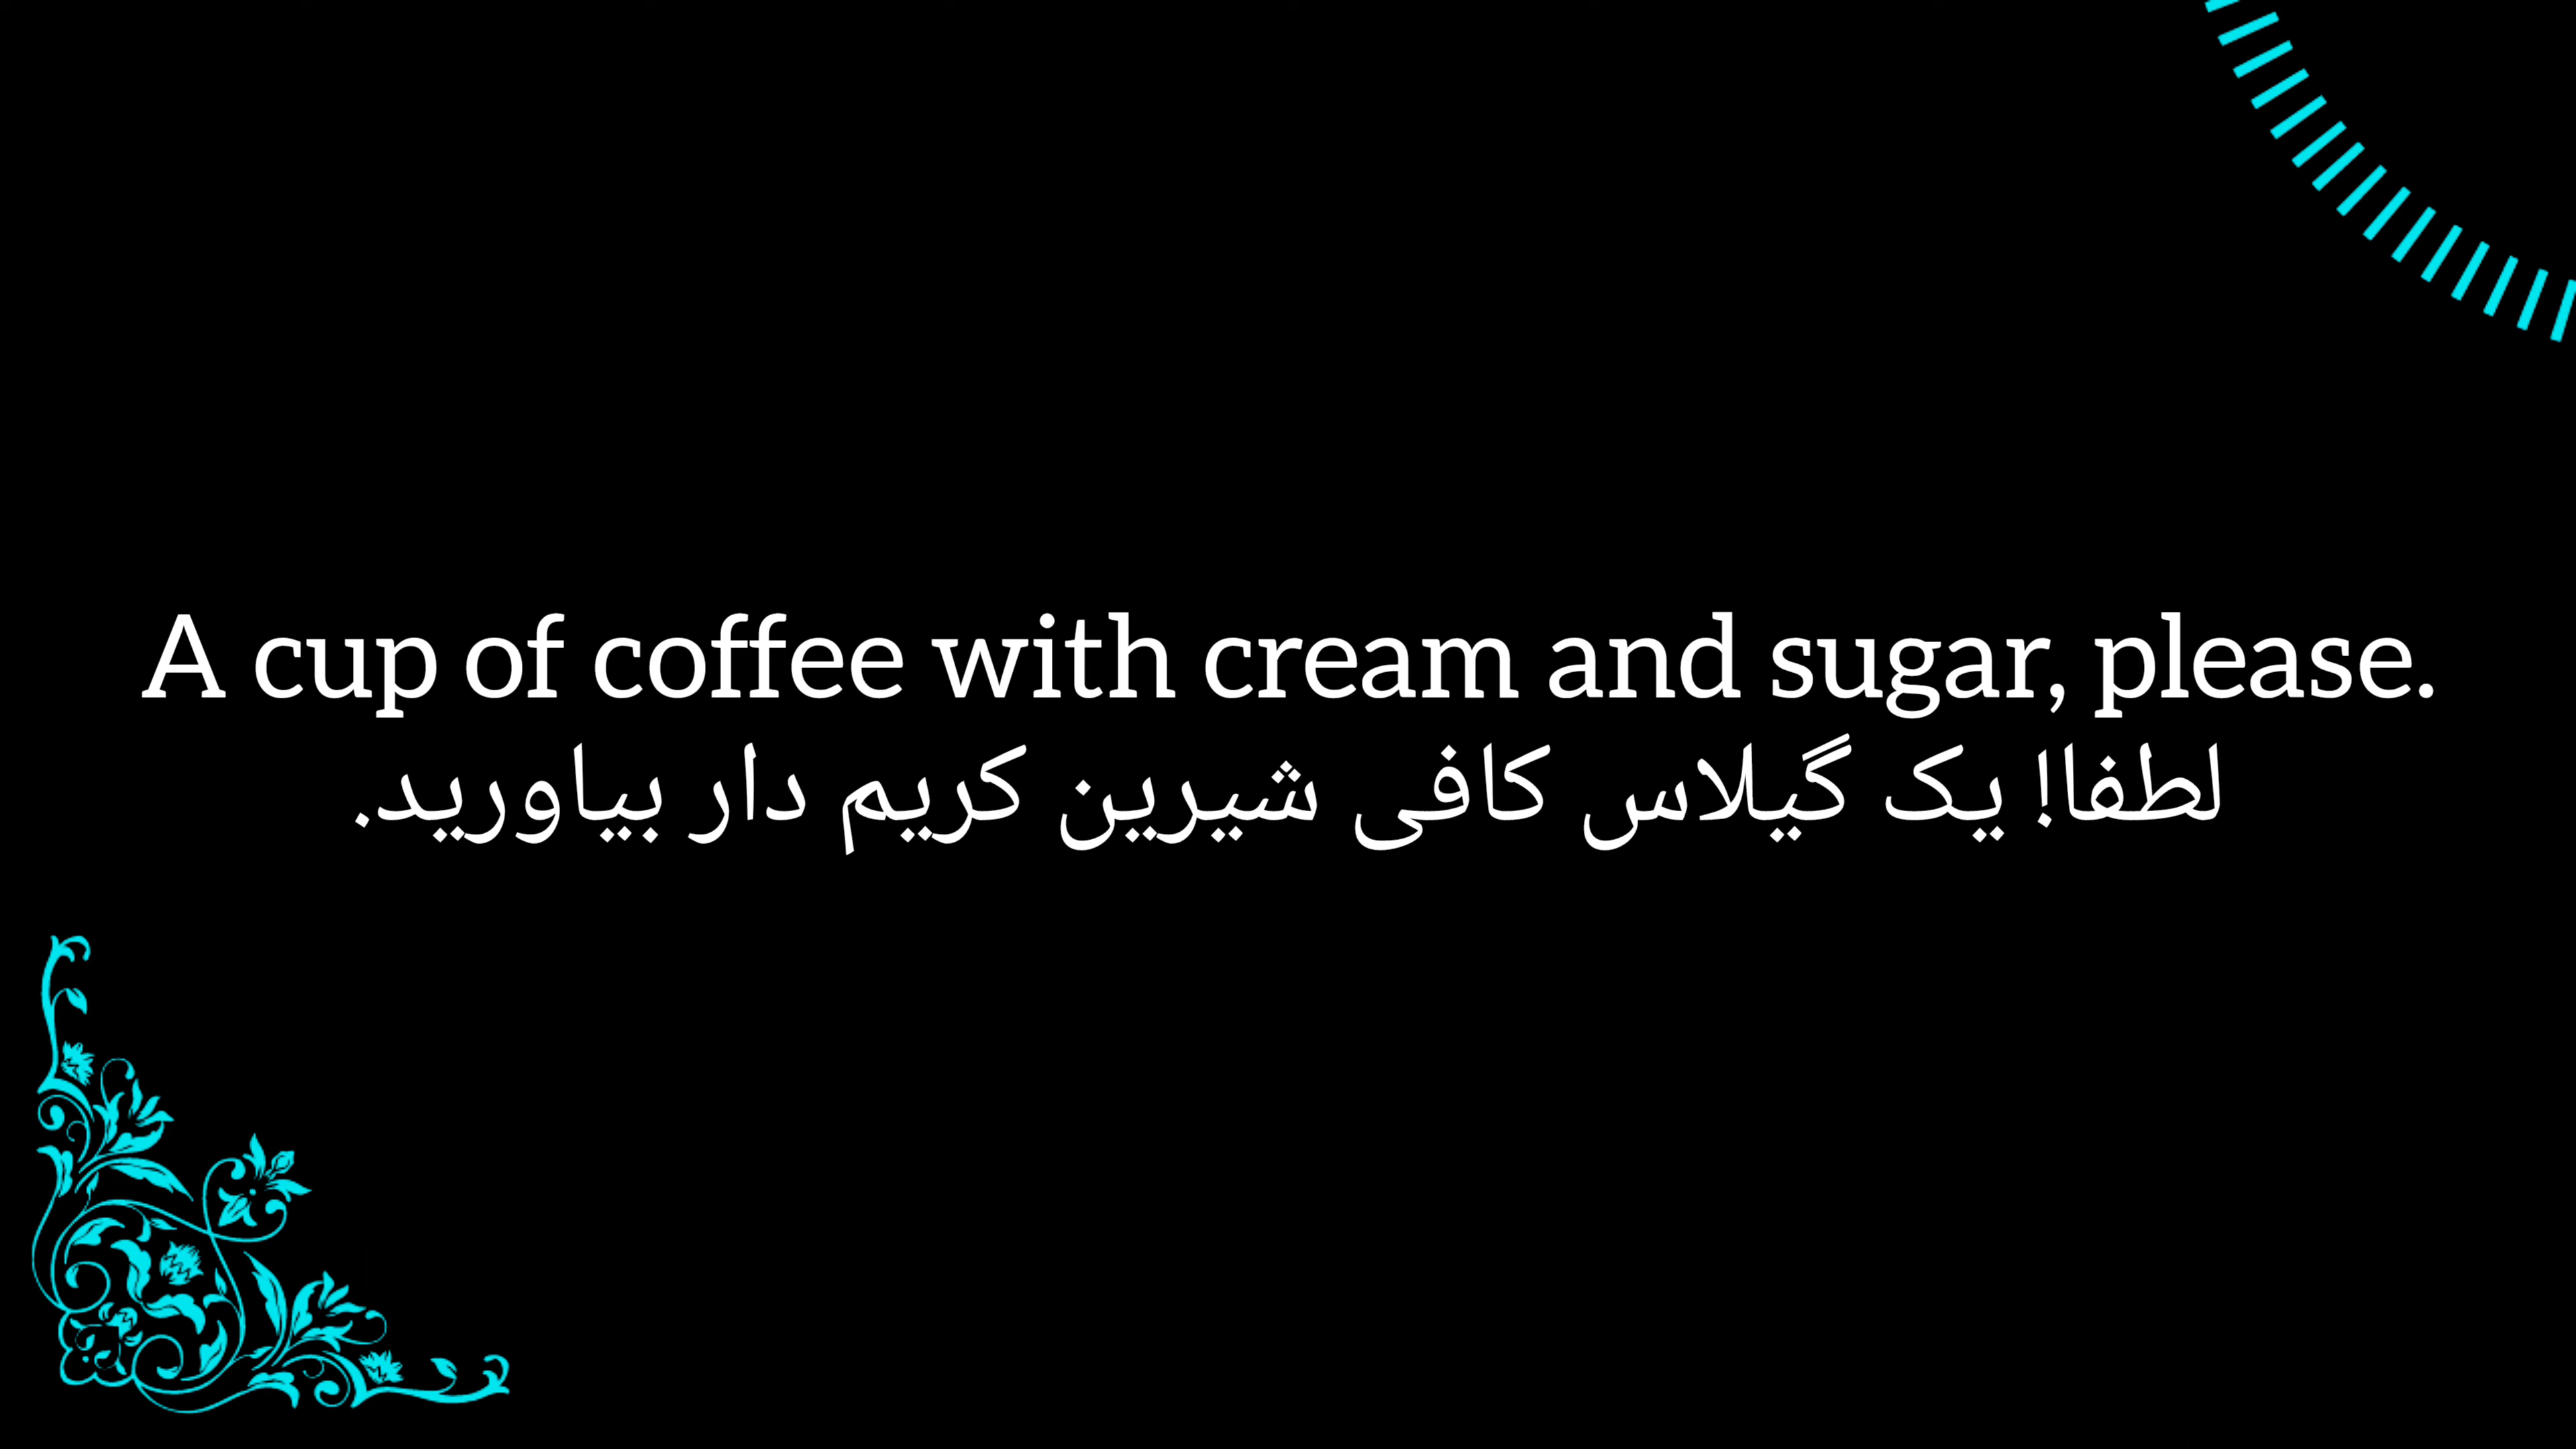 A cup of coffee with cream and sugar, please.
لطفا! یک گیلاس کافی شیرین کریم دار بیاورید.